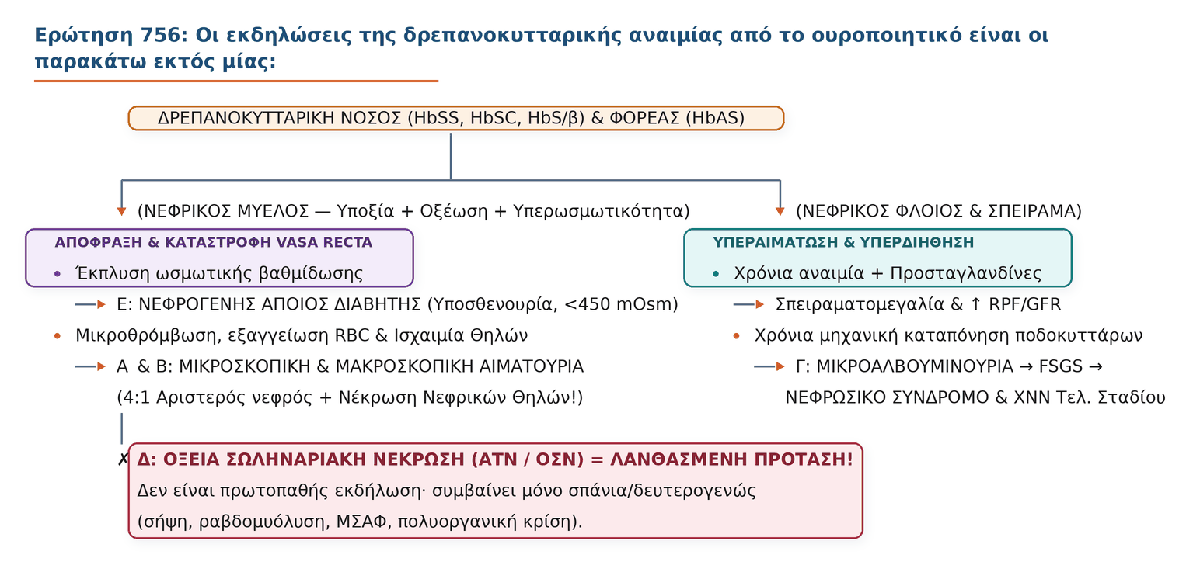 Ερώτηση 756: Οι εκδηλώσεις της δρεπανοκυτταρικής αναιμίας από το ουροποιητικό είναι οι
παρακάτω εκτός μίας:
ΔΡΕΠΑΝΟΚΥΤΤΑΡΙΚΗ ΝΟΣΟΣ (HbSS, HbSC, HbS/β) & ΦΟΡΕΑΣ (HbAS)
(ΝΕΦΡΙΚΟΣ ΜΥΕΛΟΣ — Υποξία + Οξέωση + Υπερωσμωτικότητα)
ΑΠΟΦΡΑΞΗ & ΚΑΤΑΣΤΡΟΦΗ VASA RECTA
• Έκπλυση ωσμωτικής βαθμίδωσης
Ε: ΝΕΦΡΟΓΕΝΗΣ ΑΠΟΙΟΣ ΔΙΑΒΗΤΗΣ (Υποσθενουρία, <450 mOsm)
• Μικροθρόμβωση, εξαγγείωση RBC & Ισχαιμία Θηλών
Α & Β: ΜΙΚΡΟΣΚΟΠΙΚΗ & ΜΑΚΡΟΣΚΟΠΙΚΗ ΑΙΜΑΤΟΥΡΙΑ
(4:1 Αριστερός νεφρός + Νέκρωση Νεφρικών Θηλών!)
(ΝΕΦΡΙΚΟΣ ΦΛΟΙΟΣ & ΣΠΕΙΡΑΜΑ)
ΥΠΕΡΑΙΜΑΤΩΣΗ & ΥΠΕΡΔΙΗΘΗΣΗ
• Χρόνια αναιμία + Προσταγλανδίνες
Σπειραματομεγαλία & ↑ RPF/GFR
• Χρόνια μηχανική καταπόνηση ποδοκυττάρων
Γ: ΜΙΚΡΟΑΛΒΟΥΜΙΝΟΥΡΙΑ → FSGS →
ΝΕΦΡΩΣΙΚΟ ΣΥΝΔΡΟΜΟ & ΧΝΝ Τελ. Σταδίου
✗ Δ: ΟΞΕΙΑ ΣΩΛΗΝΑΡΙΑΚΗ ΝΕΚΡΩΣΗ (ATN / ΟΣΝ) = ΛΑΝΘΑΣΜΕΝΗ ΠΡΟΤΑΣΗ!
Δεν είναι πρωτοπαθής εκδήλωση· συμβαίνει μόνο σπάνια/δευτερογενώς
(σήψη, ραβδομυόλυση, ΜΣΑΦ, πολυοργανική κρίση).